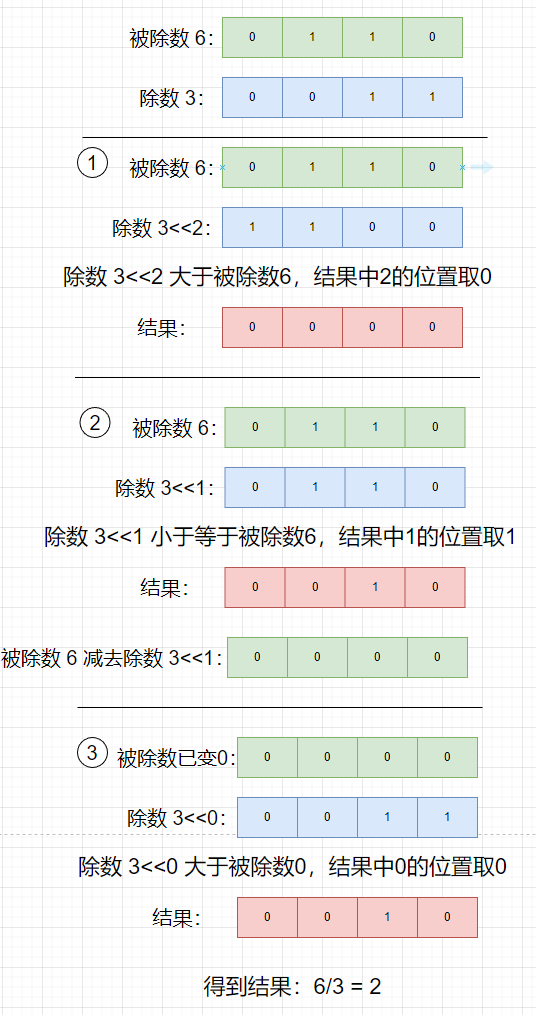 被除数 6: 0 1 1 0
除数 3: 0 0 1 1
① 被除数 6: 0 1 1 0
除数 3<<2: 1 1 0 0
除数 3<<2 大于被除数6，结果中2的位置取0
结果: 0 0 0 0
② 被除数 6: 0 1 1 0
除数 3<<1: 0 1 1 0
除数 3<<1 小于等于被除数6，结果中1的位置取1
结果: 0 0 1 0
被除数 6 减去除数 3<<1: 0 0 0 0
③ 被除数已变0: 0 0 0 0
除数 3<<0: 0 0 1 1
除数 3<<0 大于被除数0，结果中0的位置取0
结果: 0 0 1 0
得到结果：6/3 = 2